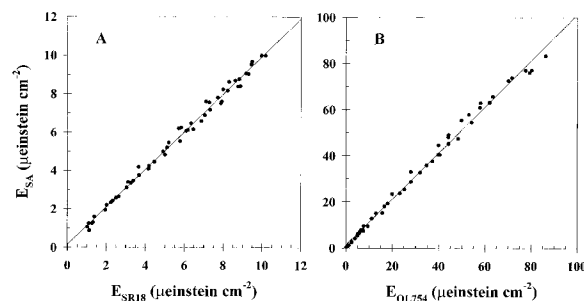 12
10
8
6
4
2
0
A
E_SA (µeinstein cm⁻²)
0 2 4 6 8 10 12
E_SR18 (µeinstein cm⁻²)
100
80
60
40
20
0
B
0 20 40 60 80 100
E_OL754 (µeinstein cm⁻²)